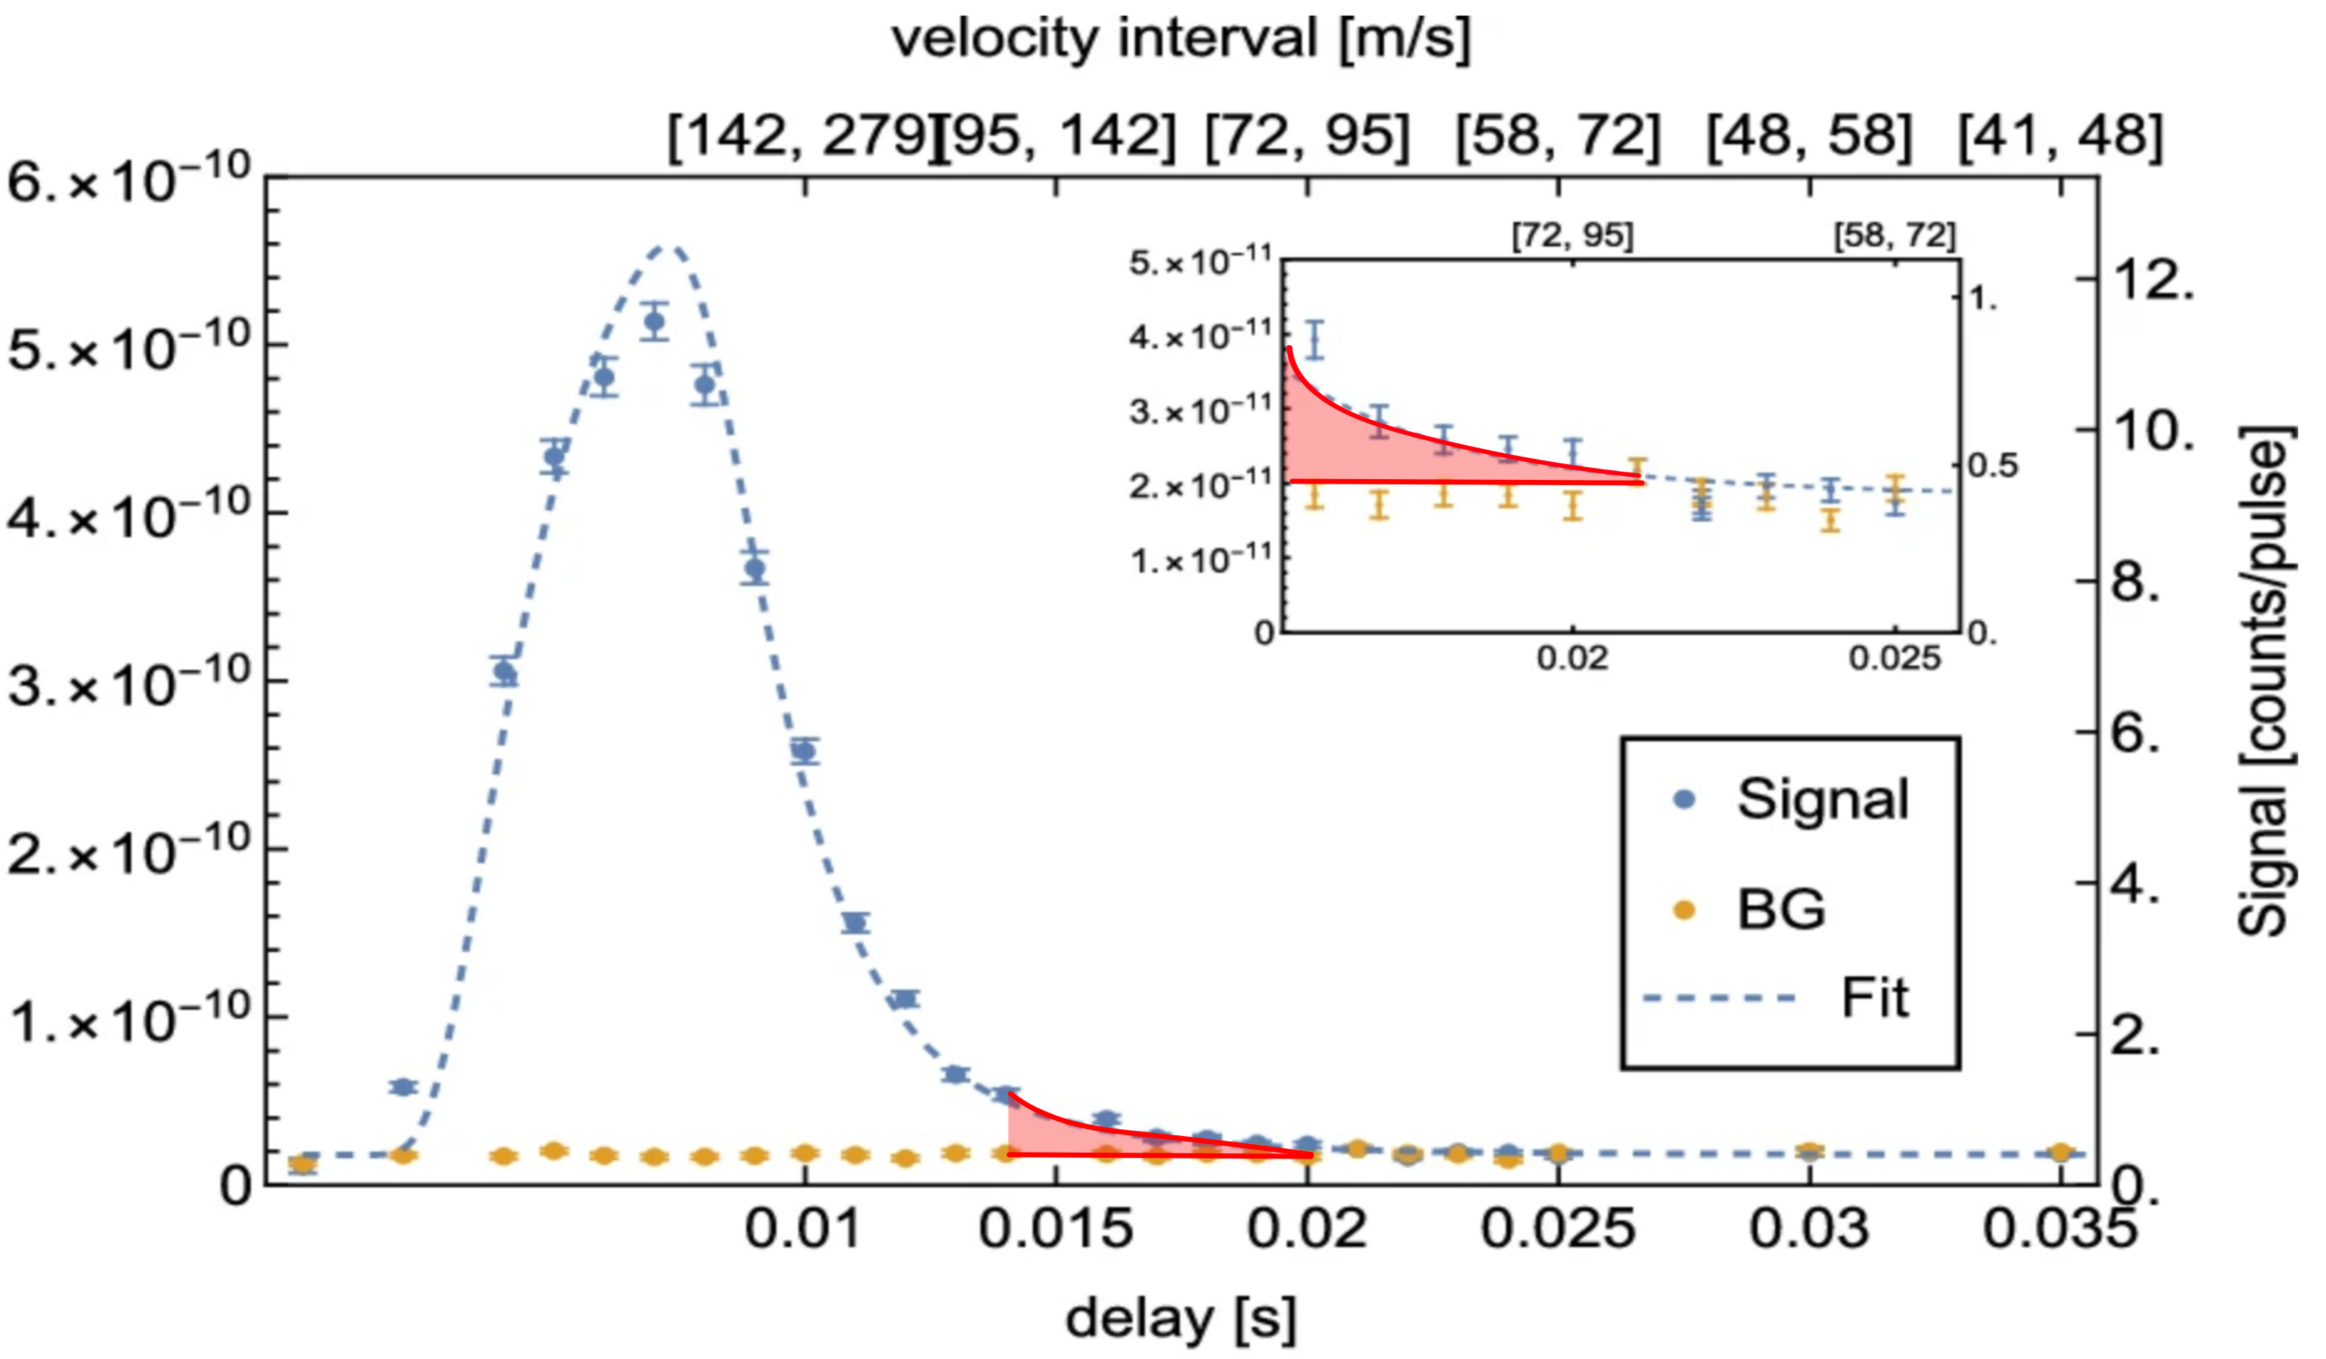 velocity interval [m/s]
[142, 279] [95, 142] [72, 95] [58, 72] [48, 58] [41, 48]
6.×10⁻¹⁰
5.×10⁻¹⁰
4.×10⁻¹⁰
3.×10⁻¹⁰
2.×10⁻¹⁰
1.×10⁻¹⁰
0
[72, 95] [58, 72]
5.×10⁻¹¹
4.×10⁻¹¹
3.×10⁻¹¹
2.×10⁻¹¹
1.×10⁻¹¹
0
1.
0.5
0.
0.02 0.025
Signal
BG
Fit
12.
10.
8.
6.
4.
2.
0.
Signal [counts/pulse]
0.01 0.015 0.02 0.025 0.03 0.035
delay [s]